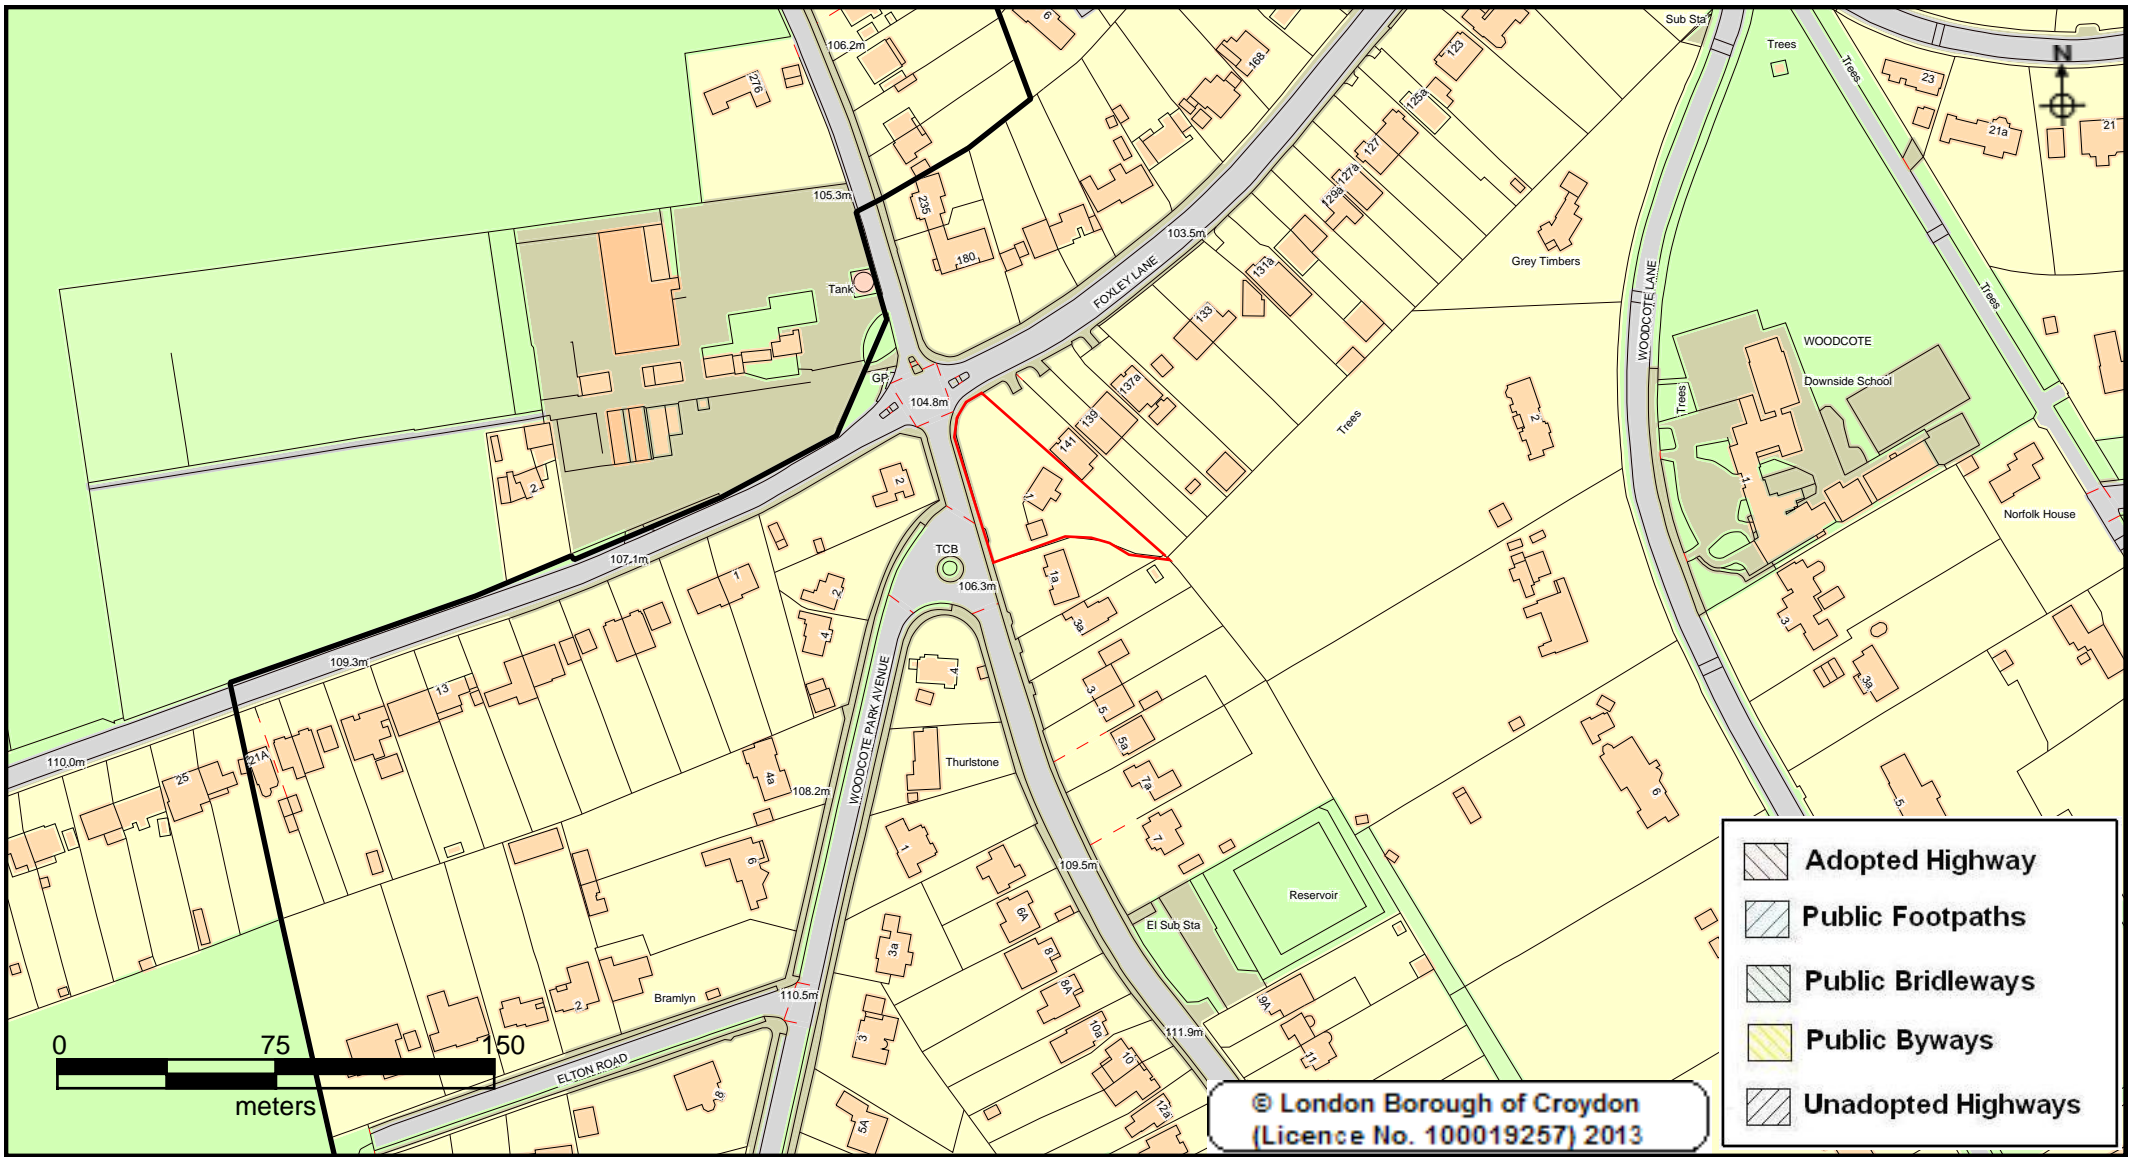 6
106.2m
276
168
123
Sub Sta
Trees
Trees
N
23
21a
21
125a
127
127a
129a
105.3m
235
180
103.5m
FOXLEY LANE
131a
133
Grey Timbers
WOODCOTE LANE
Trees
Tank
WOODCOTE
Downside School
GP
104.8m
137a
139
141
Trees
Trees
2
1
2
2
1
Norfolk House
TCB
107.1m
106.3m
1a
1
2
4
3a
3
3a
109.3m
4
13
3
5
5a
WOODCOTE PARK AVENUE
Thurlstone
110.0m
21A
25
4a
108.2m
7a
7
6
5
1
6
109.5m
Reservoir
El Sub Sta
6A
8
3a
8A
Bramlyn
2
110.5m
9A
11
10a
10
3
111.9m
12a
5A
8
ELTON ROAD
0 75 150
meters
Adopted Highway
Public Footpaths
Public Bridleways
Public Byways
Unadopted Highways
© London Borough of Croydon
(Licence No. 100019257) 2013